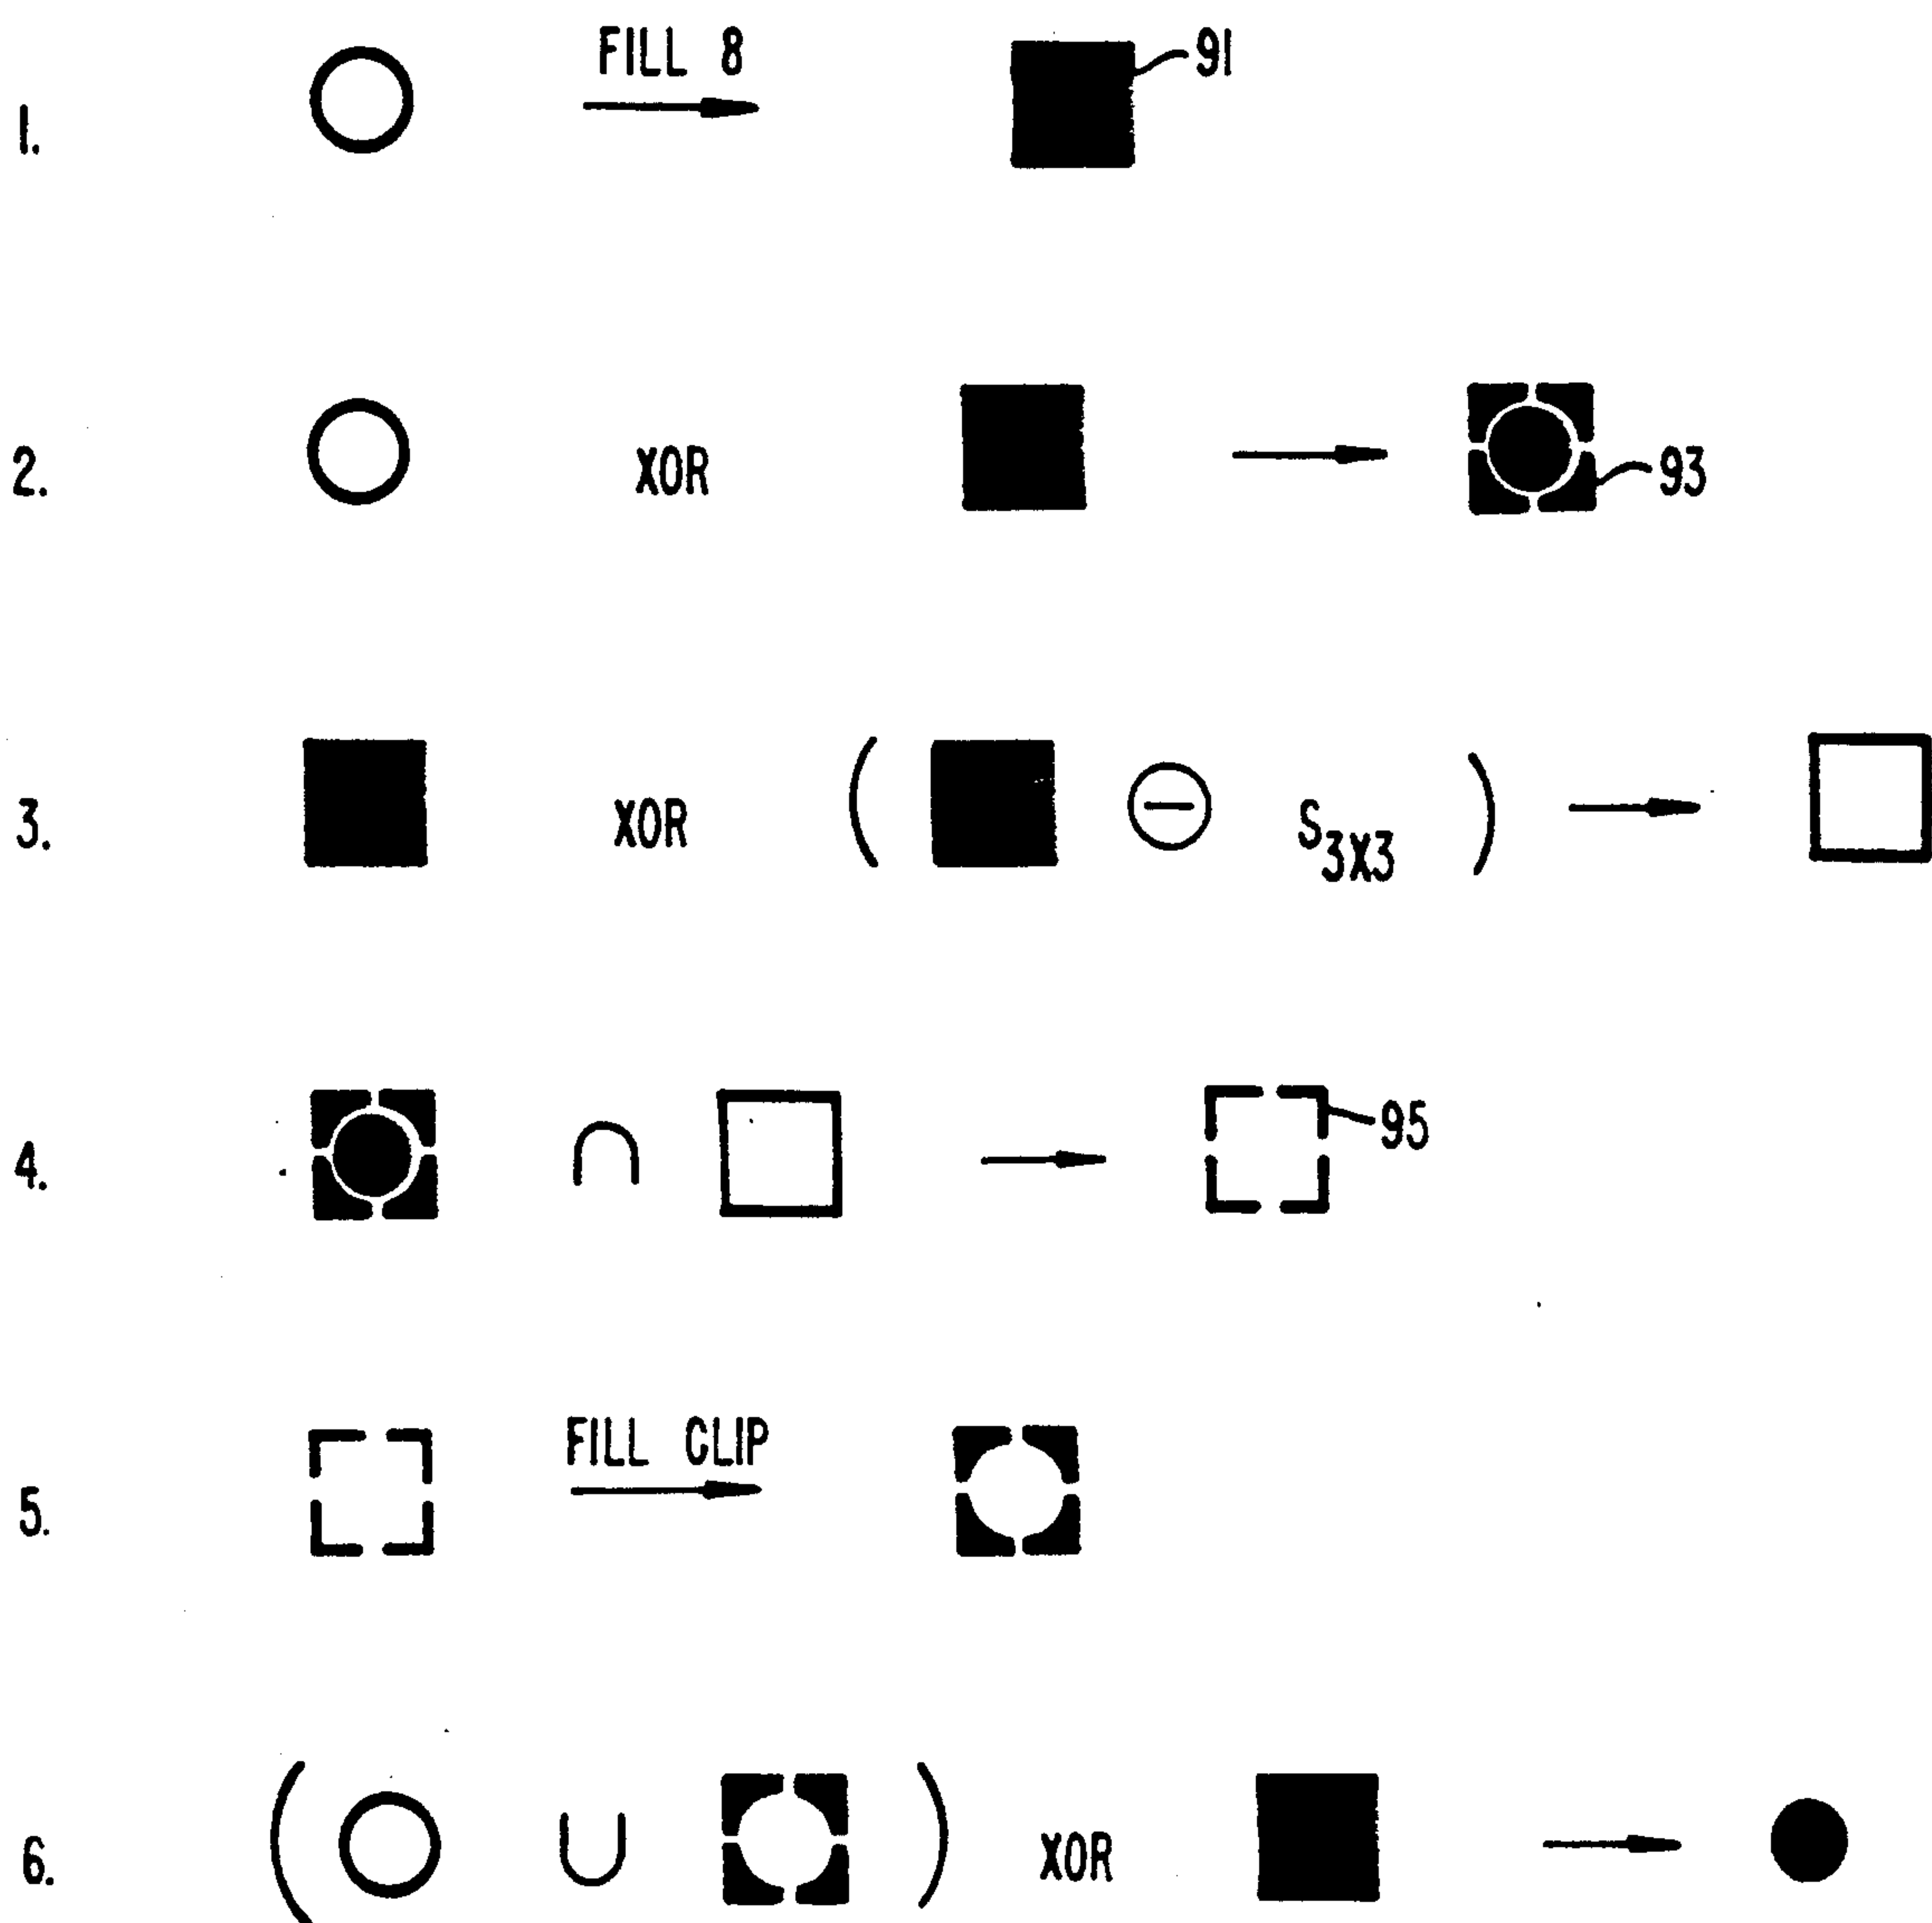 1. FILL 8 91
2. XOR 93
3. XOR ( ⊖ S3X3 )
4. ∩ 95
5. FILL CLIP
6. ( ∪ ) XOR